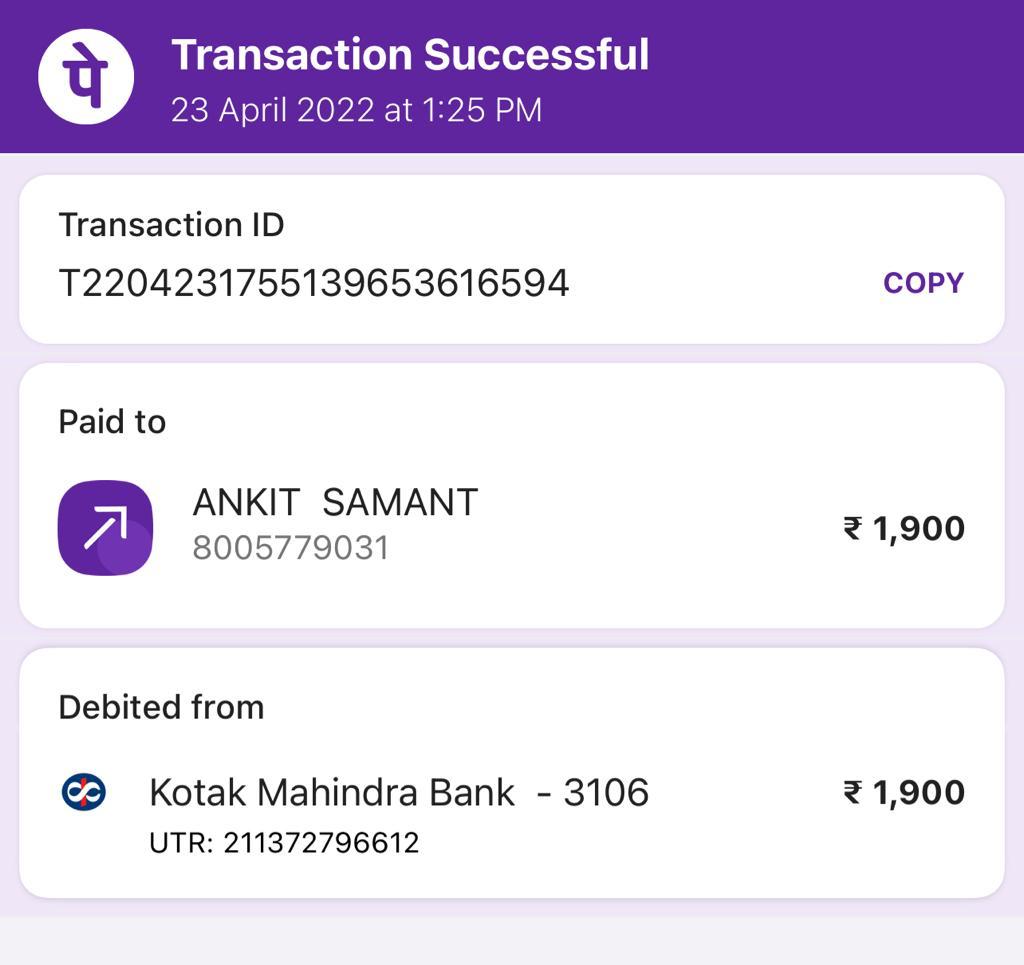 पे
Transaction Successful
23 April 2022 at 1:25 PM
Transaction ID
T2204231755139653616594
COPY
Paid to
ANKIT SAMANT
8005779031
₹ 1,900
Debited from
Kotak Mahindra Bank - 3106
₹ 1,900
UTR: 211372796612